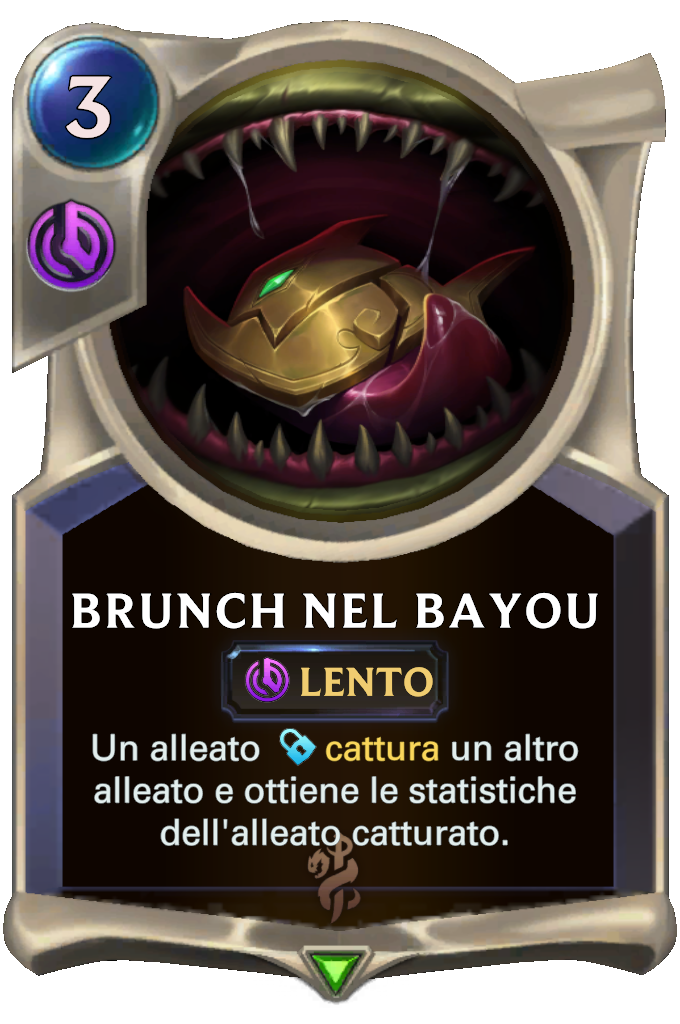 3
BRUNCH NEL BAYOU
LENTO
Un alleato cattura un altro
alleato e ottiene le statistiche
dell'alleato catturato.